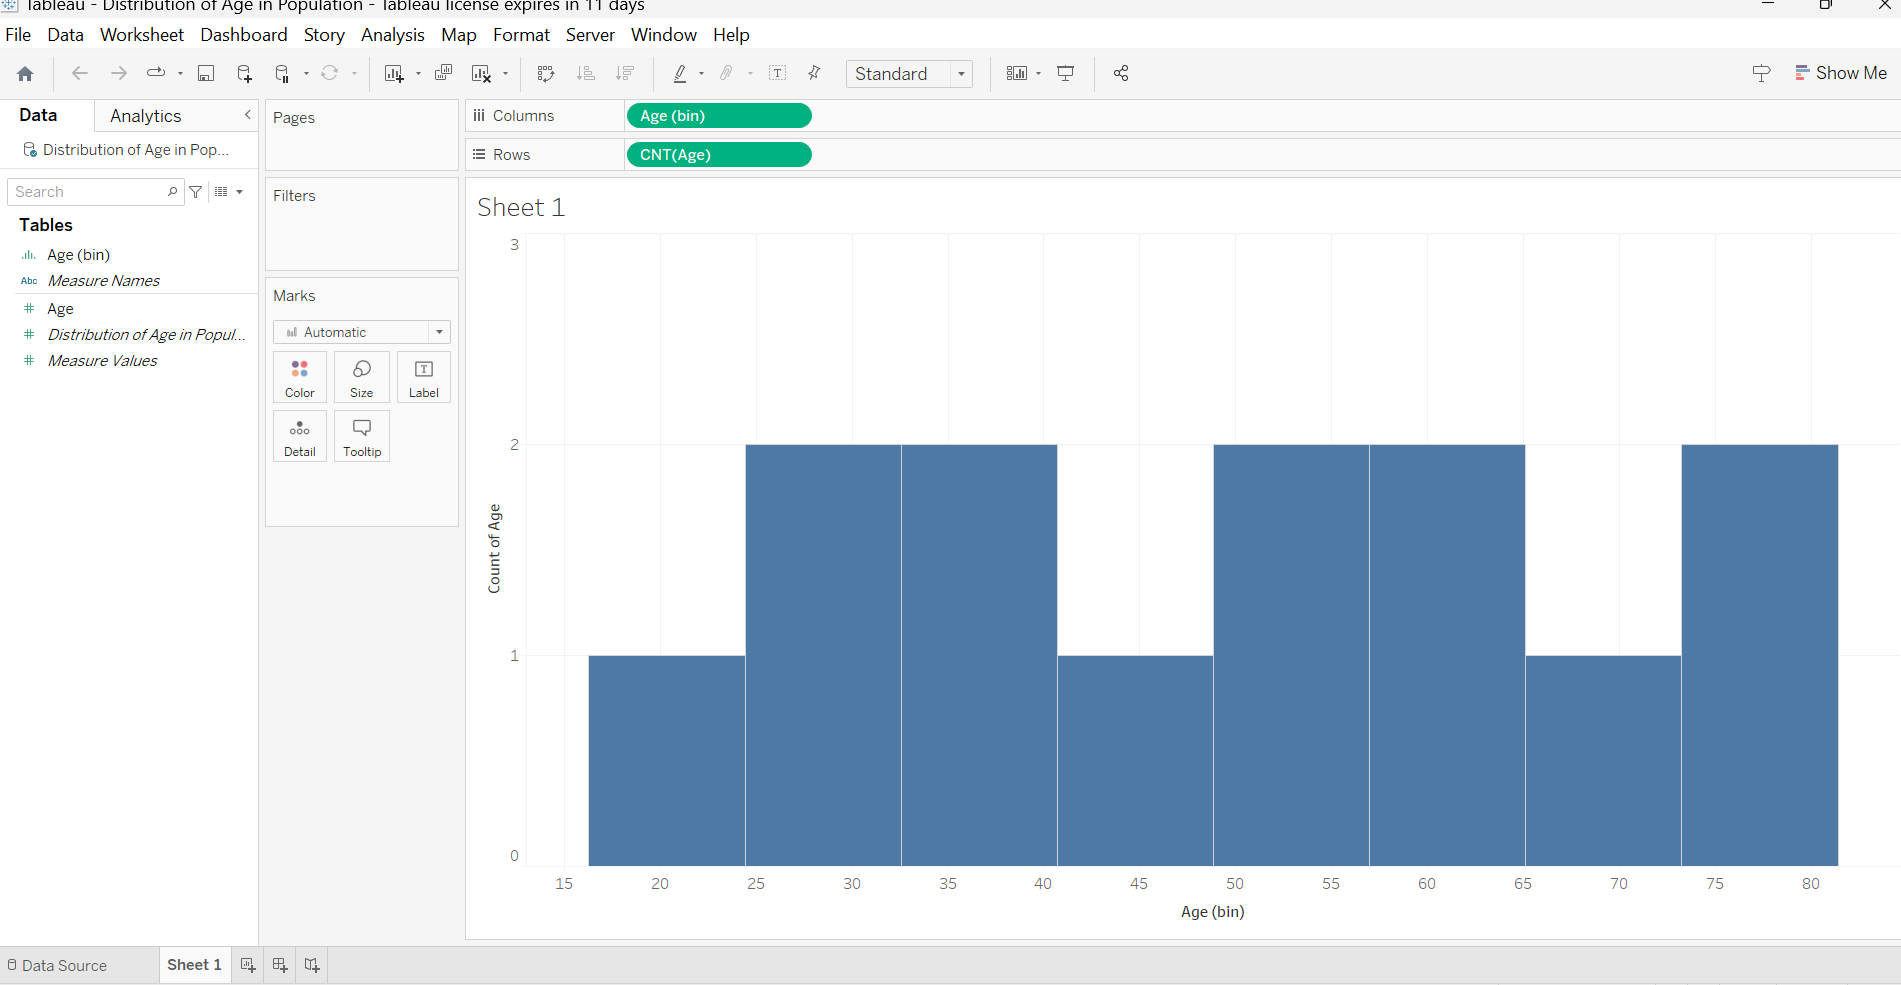 Tableau - Distribution of Age in Population - Tableau license expires in 11 days
File Data Worksheet Dashboard Story Analysis Map Format Server Window Help
Standard
Show Me
Data
Analytics
Distribution of Age in Pop...
Search
Tables
Age (bin)
Abc Measure Names
Age
Distribution of Age in Popul...
Measure Values
Pages
Filters
Marks
Automatic
Color Size Label
Detail Tooltip
Columns Age (bin)
Rows CNT(Age)
Sheet 1
3
2
1
0
Count of Age
15 20 25 30 35 40 45 50 55 60 65 70 75 80
Age (bin)
Data Source
Sheet 1